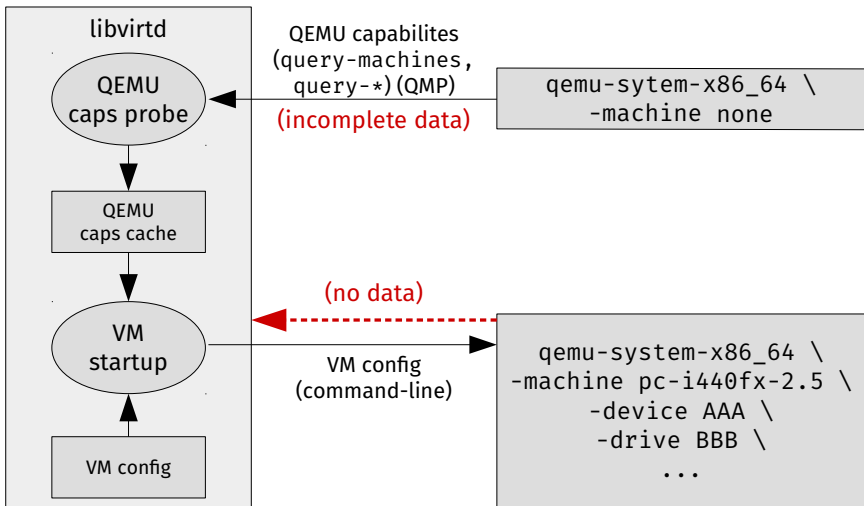 libvirtd
QEMU
caps probe
QEMU
caps cache
VM
startup
VM config
QEMU capabilites
(query-machines,
query-*) (QMP)
(incomplete data)
(no data)
VM config
(command-line)
qemu-sytem-x86_64 \
-machine none
qemu-system-x86_64 \
-machine pc-i440fx-2.5 \
-device AAA \
-drive BBB \
...